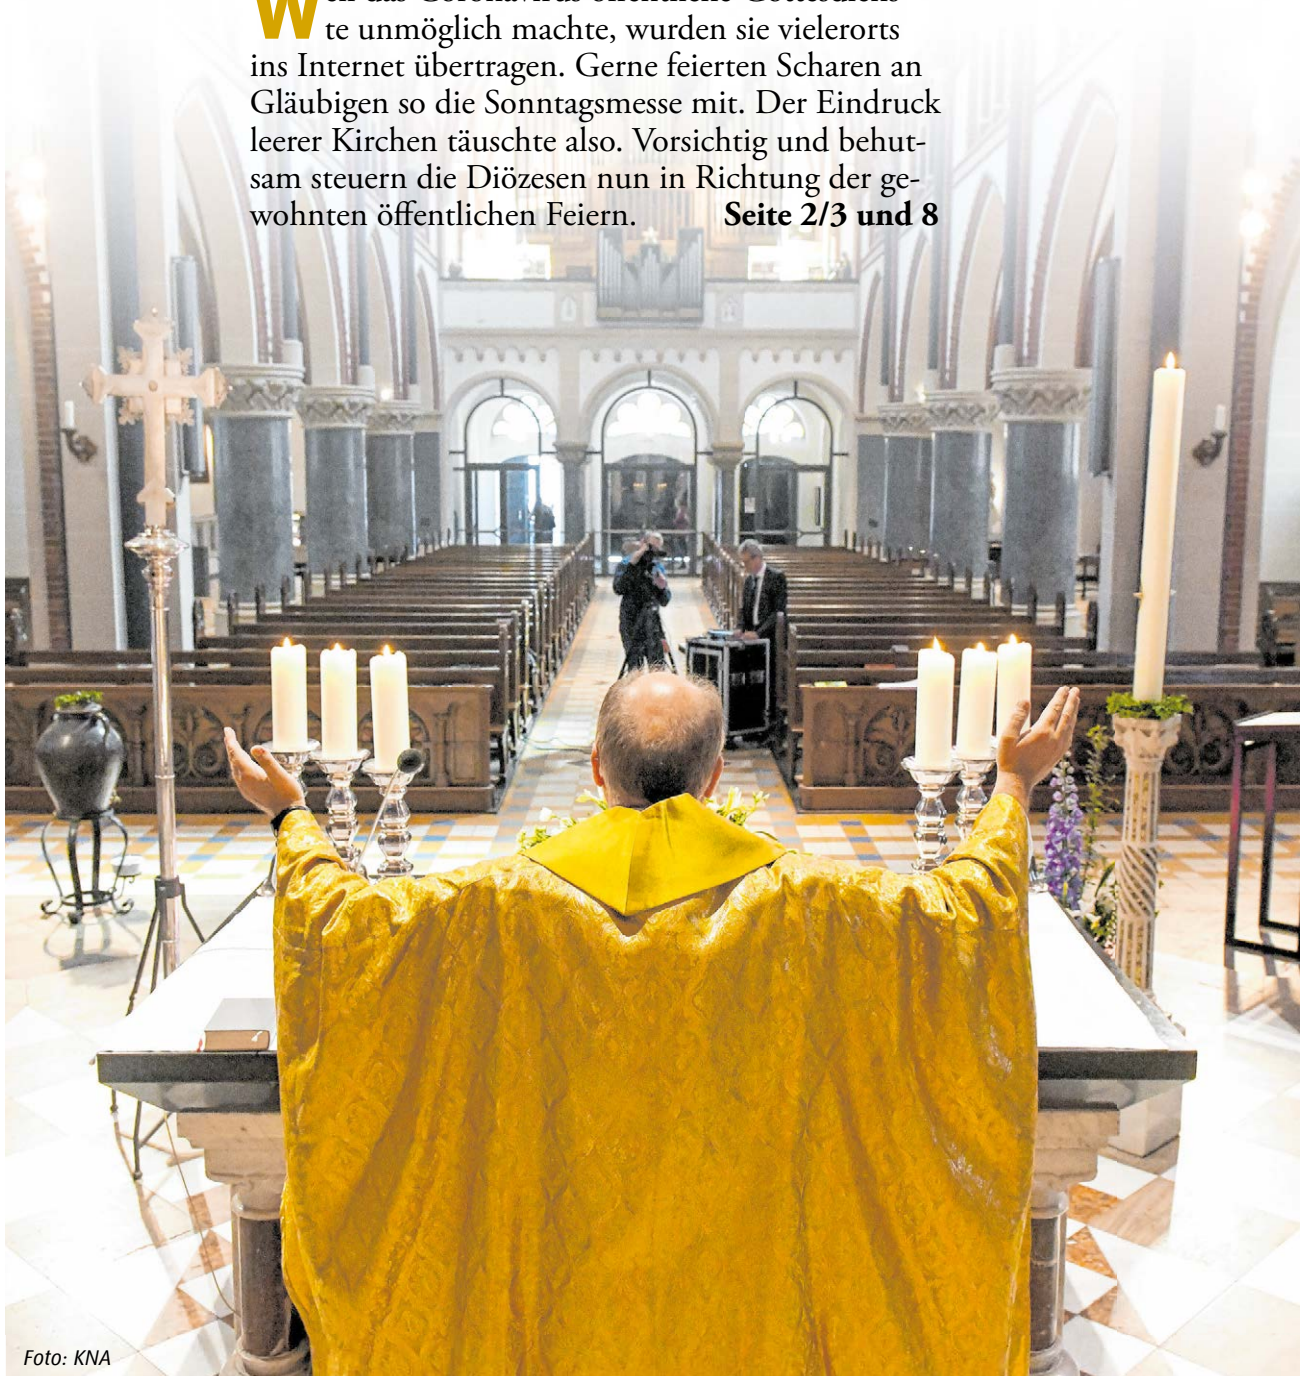 te unmöglich machte, wurden sie vielerorts
ins Internet übertragen. Gerne feierten Scharen an
Gläubigen so die Sonntagsmesse mit. Der Eindruck
leerer Kirchen täuschte also. Vorsichtig und behut-
sam steuern die Diözesen nun in Richtung der ge-
wohnten öffentlichen Feiern. Seite 2/3 und 8
Foto: KNA